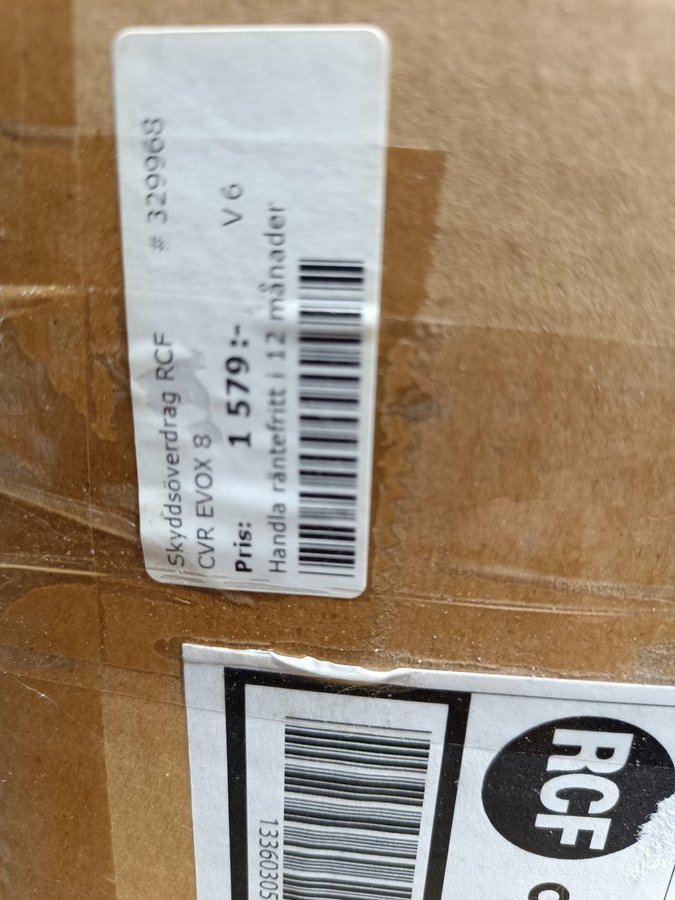 Skyddsöverdrag RCF # 329968
CVR EVOX 8
Pris: 1 579:- V 6
Handla räntefritt i 12 månader
RCF
13360305